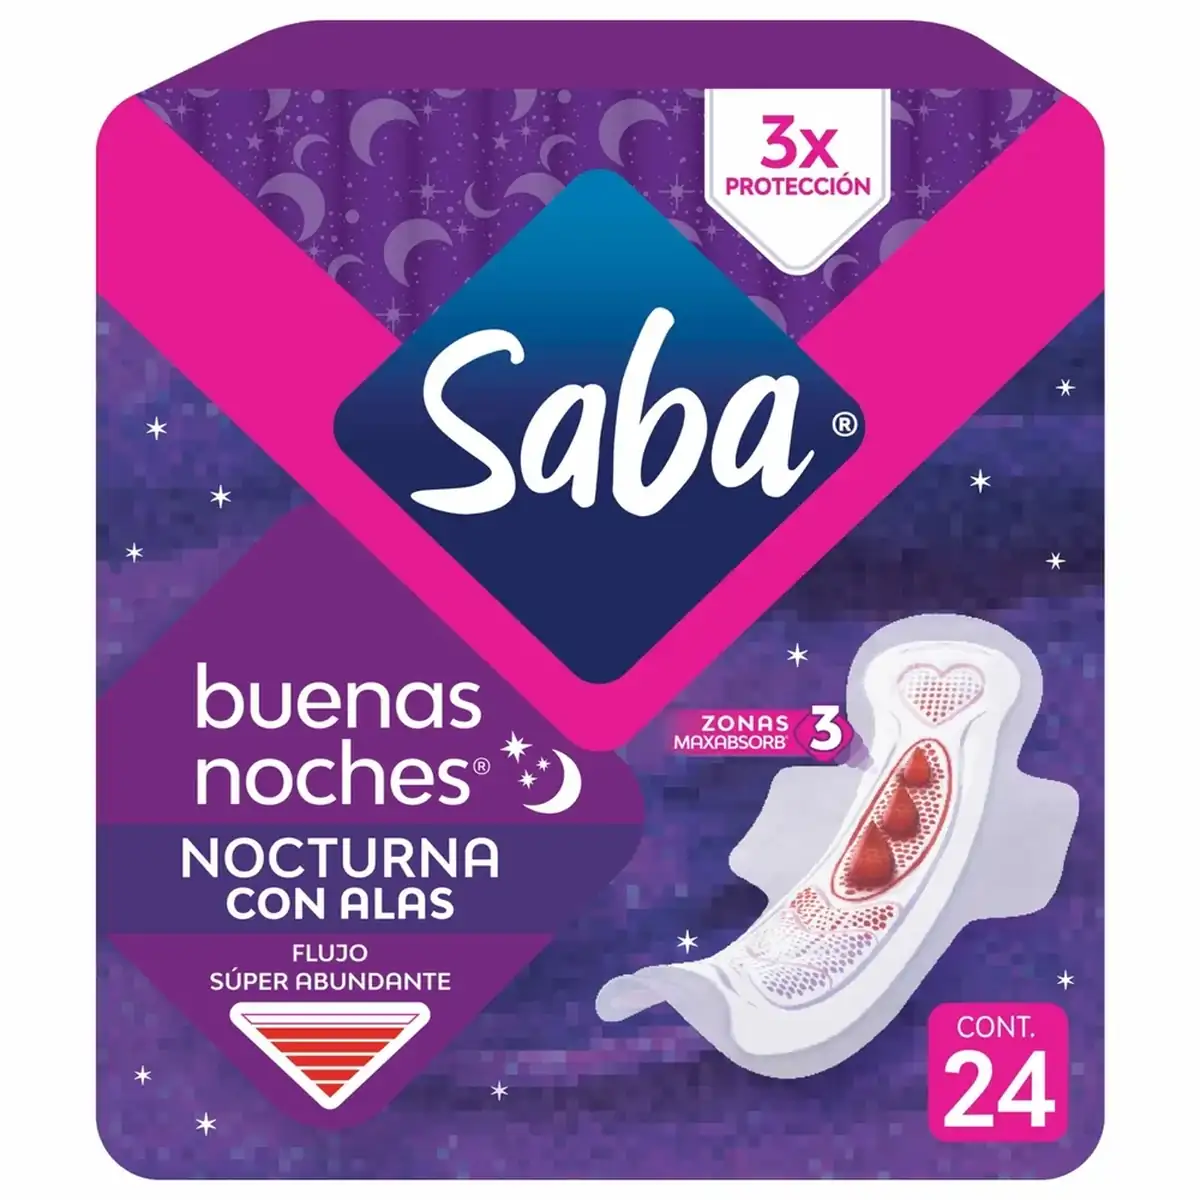 3x
PROTECCIÓN
Saba®
buenas
noches®
NOCTURNA
CON ALAS
FLUJO
SÚPER ABUNDANTE
ZONAS 3
MAXABSORB®
CONT.
24